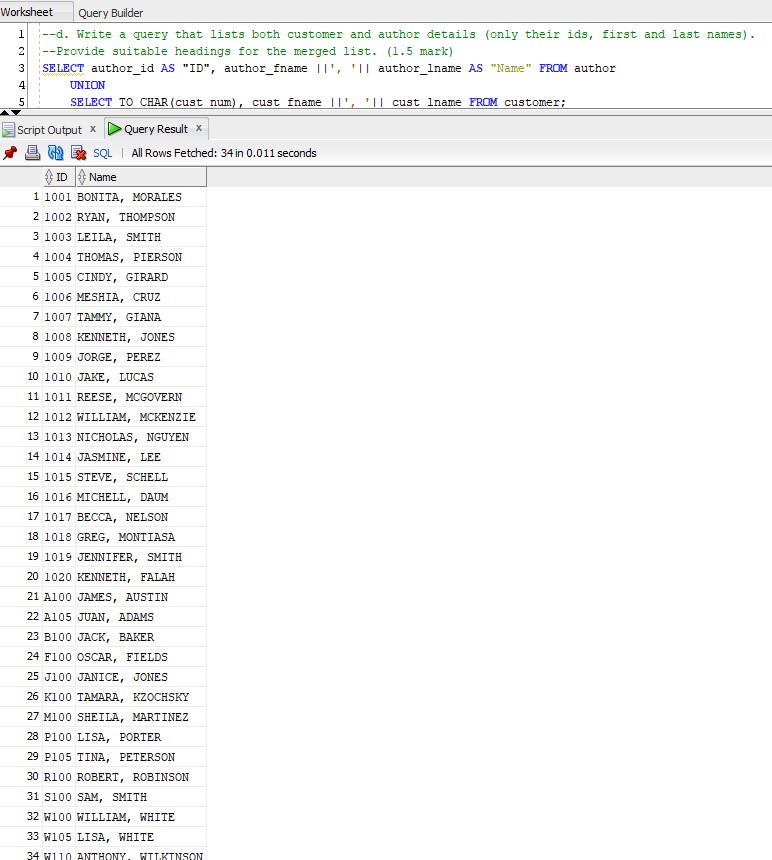 Worksheet Query Builder
1 --d. Write a query that lists both customer and author details (only their ids, first and last names).
2 --Provide suitable headings for the merged list. (1.5 mark)
3 SELECT author_id AS "ID", author_fname ||', '|| author_lname AS "Name" FROM author
4 UNION
5 SELECT TO CHAR(cust num), cust fname ||', '|| cust lname FROM customer;
Script Output x Query Result x
SQL | All Rows Fetched: 34 in 0.011 seconds
ID Name
1 1001 BONITA, MORALES
2 1002 RYAN, THOMPSON
3 1003 LEILA, SMITH
4 1004 THOMAS, PIERSON
5 1005 CINDY, GIRARD
6 1006 MESHIA, CRUZ
7 1007 TAMMY, GIANA
8 1008 KENNETH, JONES
9 1009 JORGE, PEREZ
10 1010 JAKE, LUCAS
11 1011 REESE, MCGOVERN
12 1012 WILLIAM, MCKENZIE
13 1013 NICHOLAS, NGUYEN
14 1014 JASMINE, LEE
15 1015 STEVE, SCHELL
16 1016 MICHELL, DAUM
17 1017 BECCA, NELSON
18 1018 GREG, MONTIASA
19 1019 JENNIFER, SMITH
20 1020 KENNETH, FALAH
21 A100 JAMES, AUSTIN
22 A105 JUAN, ADAMS
23 B100 JACK, BAKER
24 F100 OSCAR, FIELDS
25 J100 JANICE, JONES
26 K100 TAMARA, KZOCHSKY
27 M100 SHEILA, MARTINEZ
28 P100 LISA, PORTER
29 P105 TINA, PETERSON
30 R100 ROBERT, ROBINSON
31 S100 SAM, SMITH
32 W100 WILLIAM, WHITE
33 W105 LISA, WHITE
34 W110 ANTHONY, WILKINSON